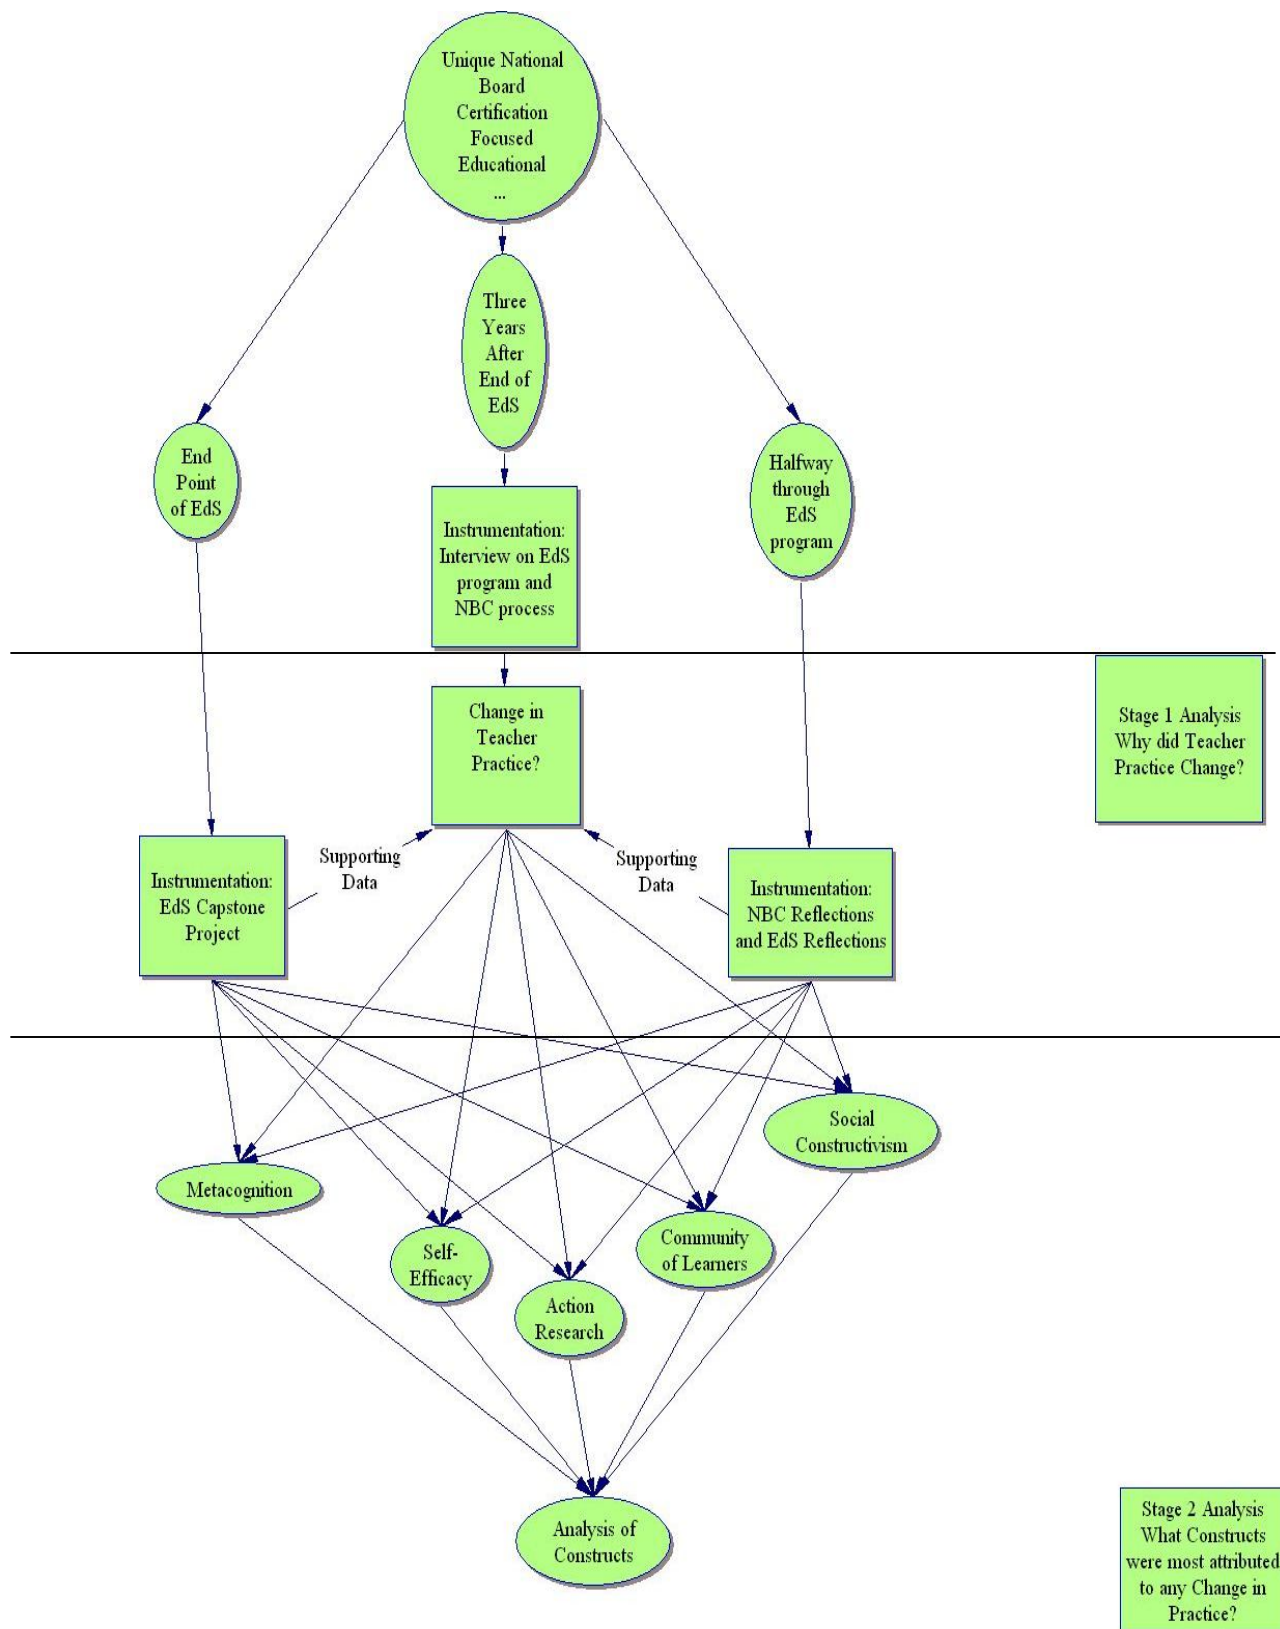 Unique National
Board
Certification
Focused
Educational
...
Three
Years
After
End of
EdS
End
Point
of EdS
Halfway
through
EdS
program
Instrumentation:
Interview on EdS
program and
NBC process
Change in
Teacher
Practice?
Stage 1 Analysis
Why did Teacher
Practice Change?
Supporting
Data
Supporting
Data
Instrumentation:
EdS Capstone
Project
Instrumentation:
NBC Reflections
and EdS Reflections
Social
Constructivism
Metacognition
Self-
Efficacy
Community
of Learners
Action
Research
Analysis of
Constructs
Stage 2 Analysis
What Constructs
were most attributed
to any Change in
Practice?